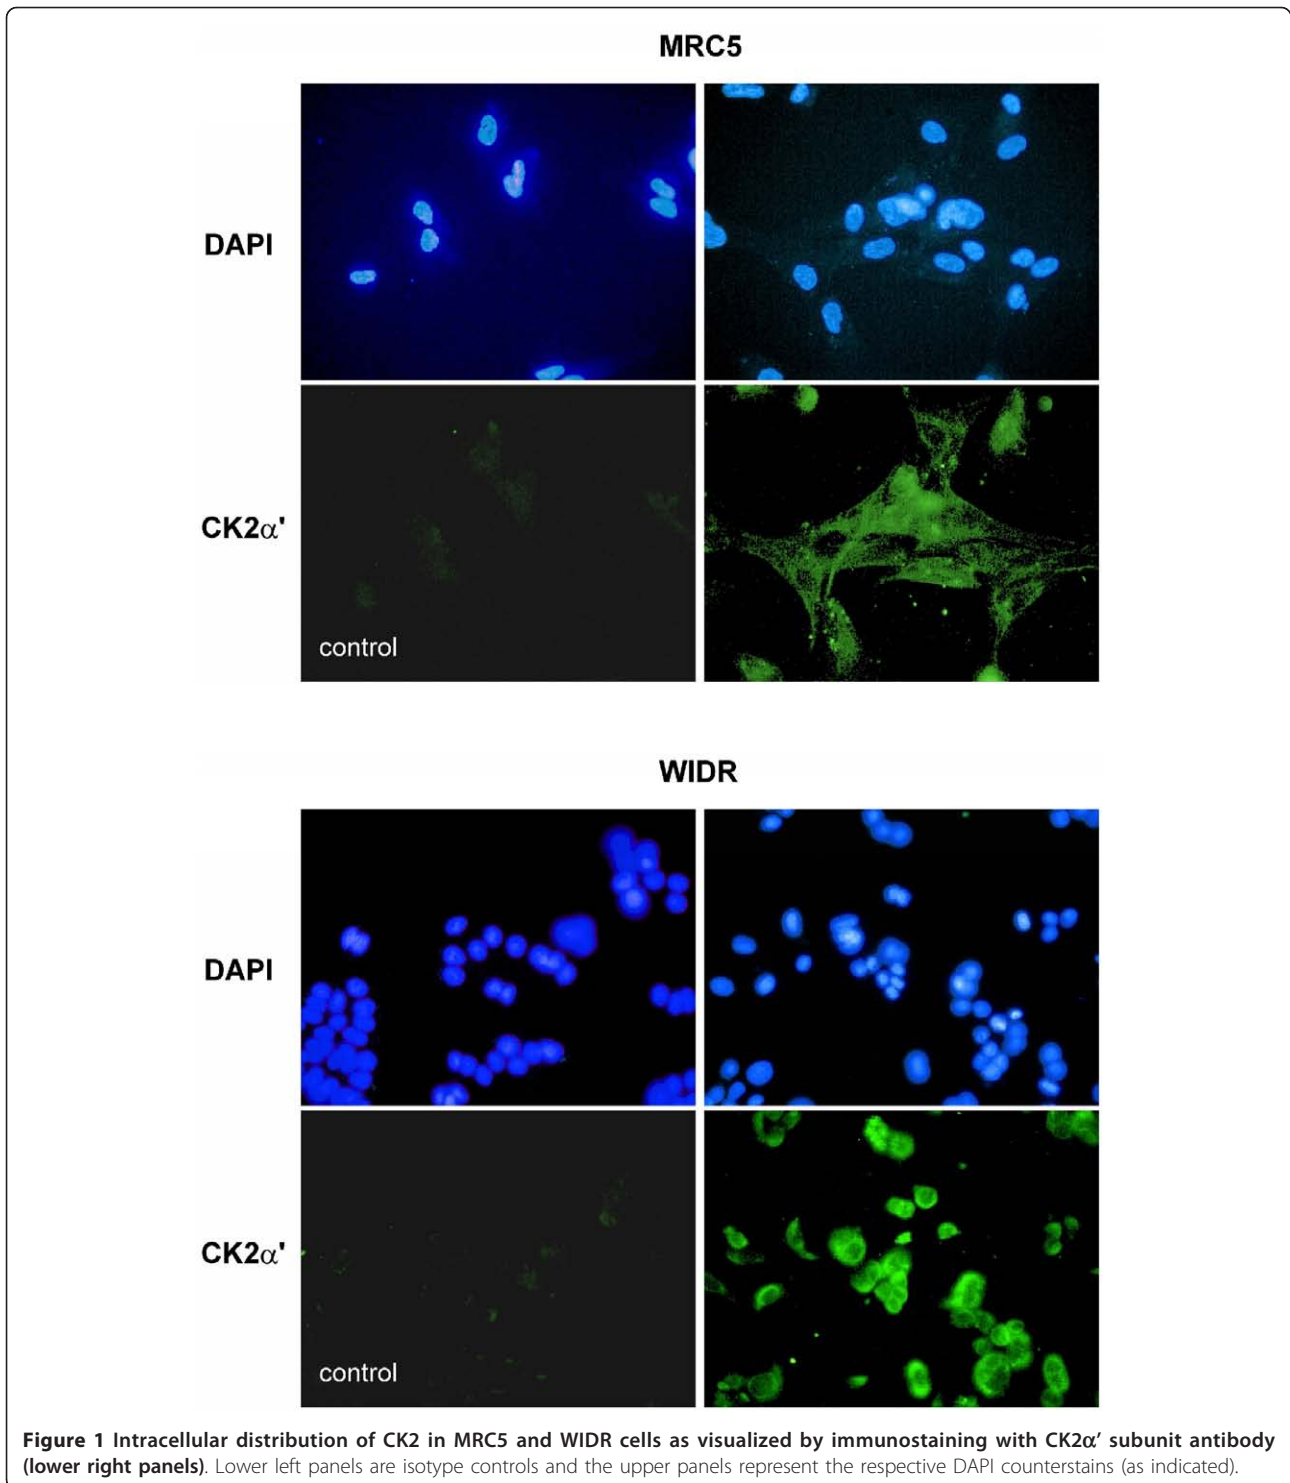 MRC5
DAPI
CK2α'
control
WIDR
DAPI
CK2α'
control
Figure 1 Intracellular distribution of CK2 in MRC5 and WIDR cells as visualized by immunostaining with CK2α′ subunit antibody
(lower right panels). Lower left panels are isotype controls and the upper panels represent the respective DAPI counterstains (as indicated).